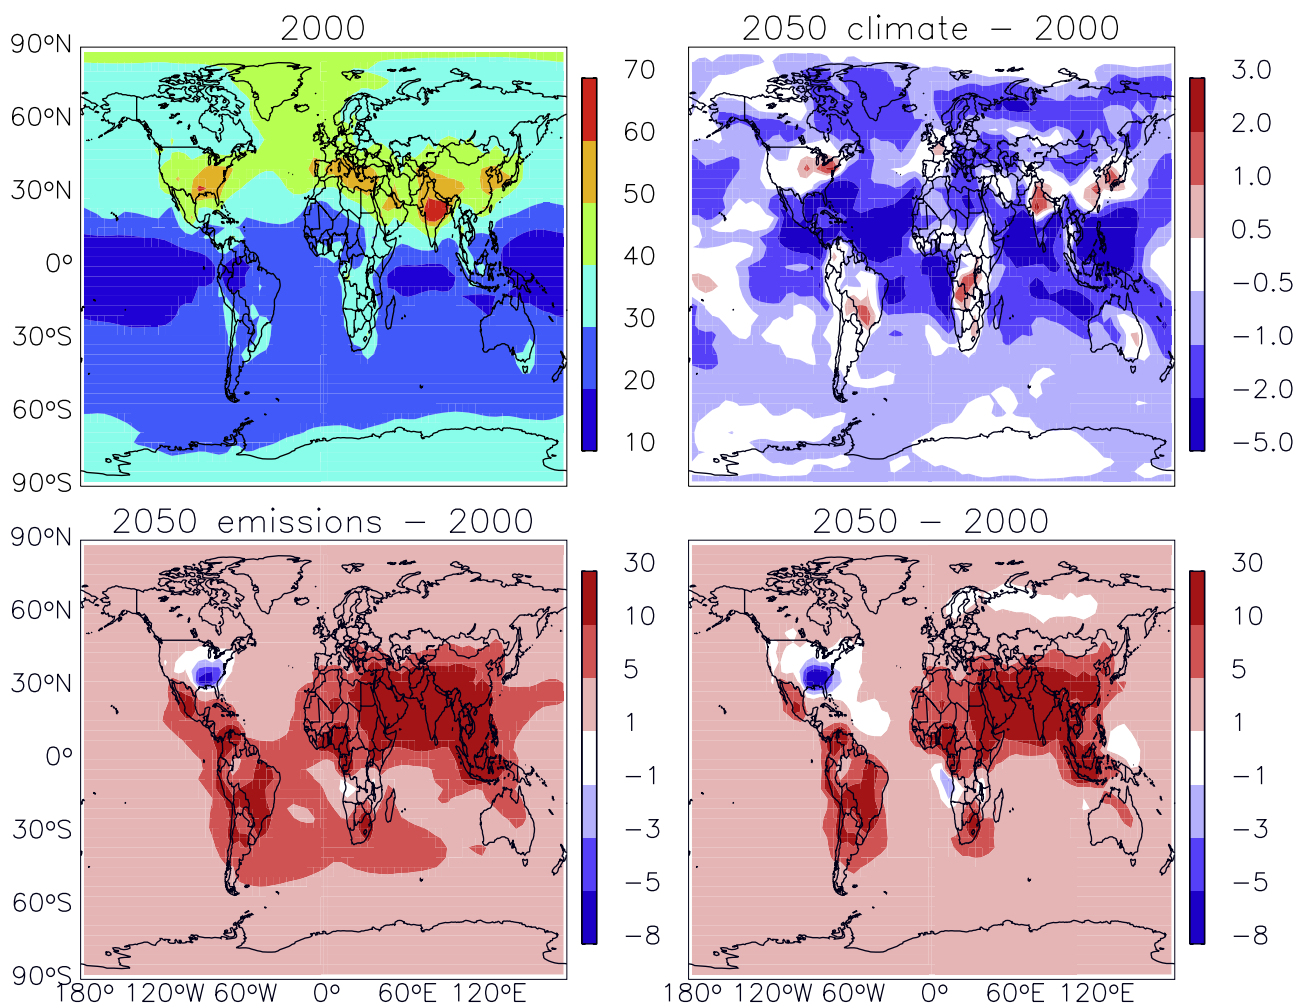 2000
2050 climate − 2000
90°N
60°N
30°N
0°
30°S
60°S
90°S
70
60
50
40
30
20
10
3.0
2.0
1.0
0.5
−0.5
−1.0
−2.0
−5.0
2050 emissions − 2000
2050 − 2000
90°N
60°N
30°N
0°
30°S
60°S
90°S
30
10
5
1
−1
−3
−5
−8
30
10
5
1
−1
−3
−5
−8
180° 120°W 60°W 0° 60°E 120°E
180° 120°W 60°W 0° 60°E 120°E